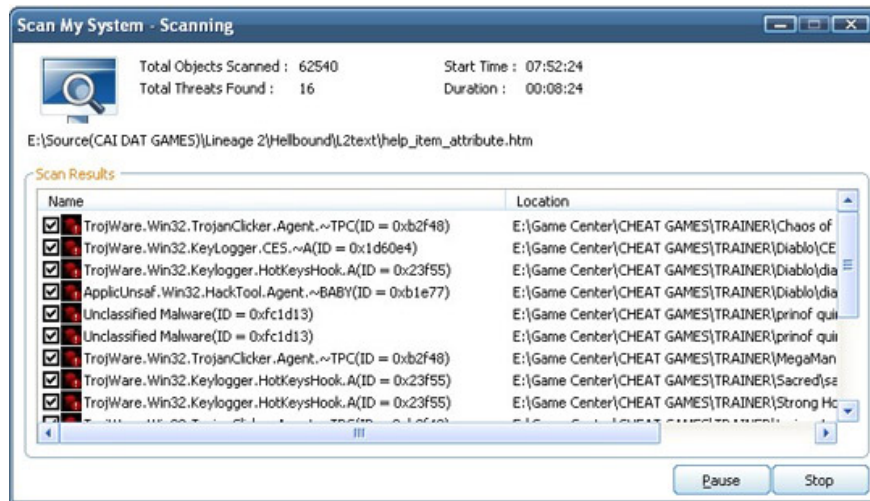 Scan My System - Scanning
Total Objects Scanned : 62540 Start Time : 07:52:24
Total Threats Found : 16 Duration : 00:08:24
E:\Source(CAI DAT GAMES)\Lineage 2\Hellbound\L2text\help_item_attribute.htm
Scan Results
Name Location
TrojWare.Win32.TrojanClicker.Agent.~TPC(ID = 0xb2f48) E:\Game Center\CHEAT GAMES\TRAINER\Chaos of
TrojWare.Win32.KeyLogger.CES.~A(ID = 0x1d60e4) E:\Game Center\CHEAT GAMES\TRAINER\Diablo\CE
TrojWare.Win32.Keylogger.HotKeysHook.A(ID = 0x23f55) E:\Game Center\CHEAT GAMES\TRAINER\Diablo\dia
ApplicUnsaf.Win32.HackTool.Agent.~BABY(ID = 0xb1e77) E:\Game Center\CHEAT GAMES\TRAINER\Diablo\dia
Unclassified Malware(ID = 0xfc1d13) E:\Game Center\CHEAT GAMES\TRAINER\prinof qui
Unclassified Malware(ID = 0xfc1d13) E:\Game Center\CHEAT GAMES\TRAINER\prinof qui
TrojWare.Win32.TrojanClicker.Agent.~TPC(ID = 0xb2f48) E:\Game Center\CHEAT GAMES\TRAINER\MegaMan
TrojWare.Win32.Keylogger.HotKeysHook.A(ID = 0x23f55) E:\Game Center\CHEAT GAMES\TRAINER\Sacred\sa
TrojWare.Win32.Keylogger.HotKeysHook.A(ID = 0x23f55) E:\Game Center\CHEAT GAMES\TRAINER\Strong Ho
Pause Stop